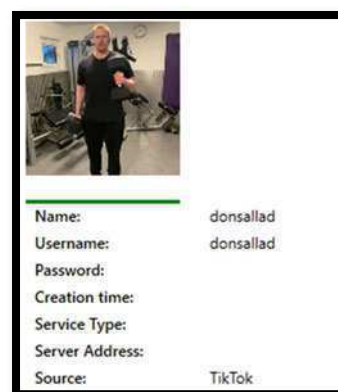 Name: donsallad
Username: donsallad
Password:
Creation time:
Service Type:
Server Address:
Source: TikTok